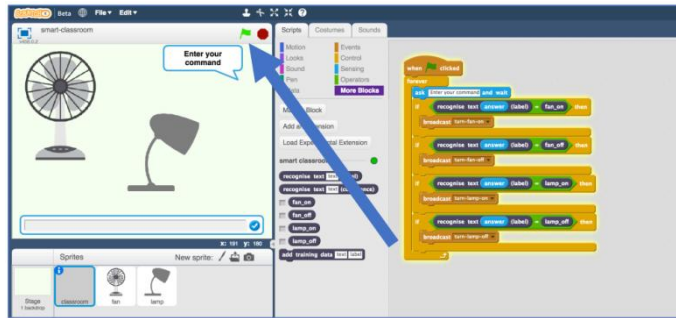 Beta File▾ Edit▾
smart-classroom
Enter your
command
X: 191 y: 180
Sprites New sprite:
Stage
1 backdrop
classroom
fan
lamp
Scripts Costumes Sounds
Motion Events
Looks Control
Sound Sensing
Pen Operators
More Blocks
Load Experimental Extension
smart classroom
recognise text text (label)
recognise text text
fan_on
fan_off
lamp_on
lamp_off
add training data text label
when clicked
forever
ask Enter your command and wait
if recognise text answer (label) = fan_on then
broadcast turn-fan-on
if recognise text answer (label) = fan_off then
broadcast turn-fan-off
if recognise text answer (label) = lamp_on then
broadcast turn-lamp-on
if recognise text answer (label) = lamp_off then
broadcast turn-lamp-off